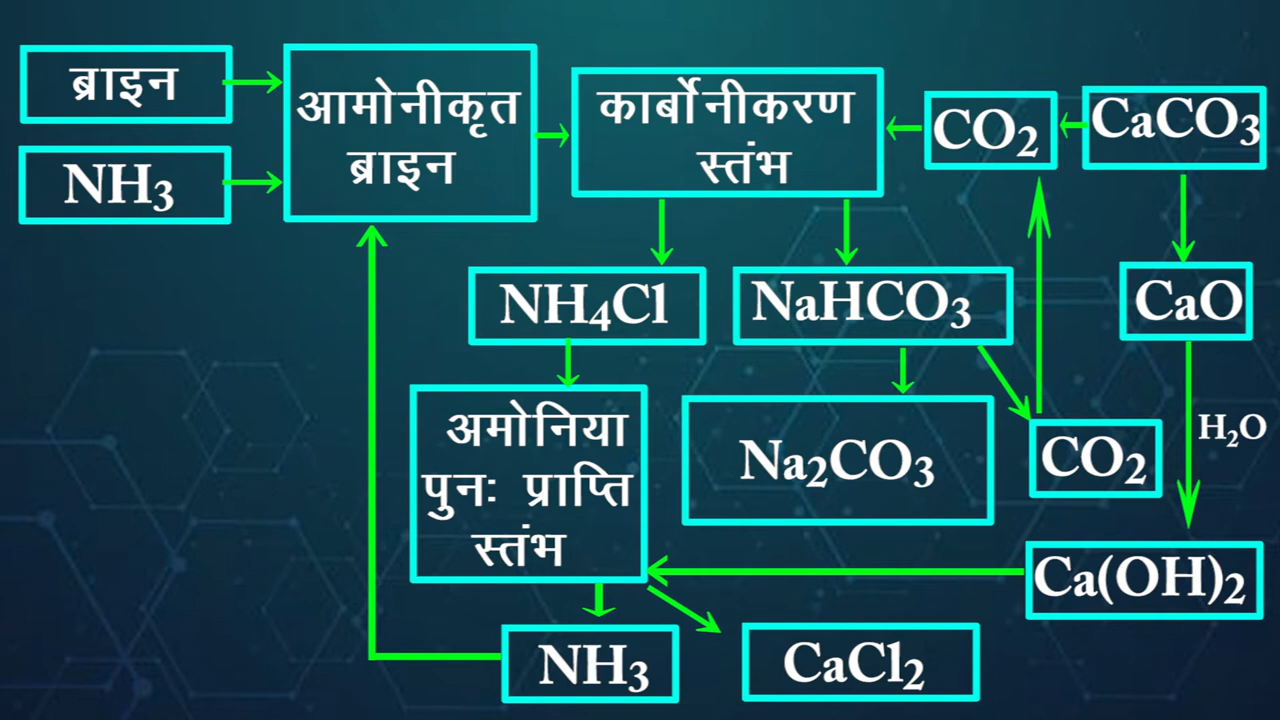 ब्राइन
NH3
आमोनीकृत
ब्राइन
कार्बोनीकरण
स्तंभ
CO2
CaCO3
NH4Cl
NaHCO3
CaO
अमोनिया
पुनः प्राप्ति
स्तंभ
Na2CO3
CO2
H2O
Ca(OH)2
NH3
CaCl2